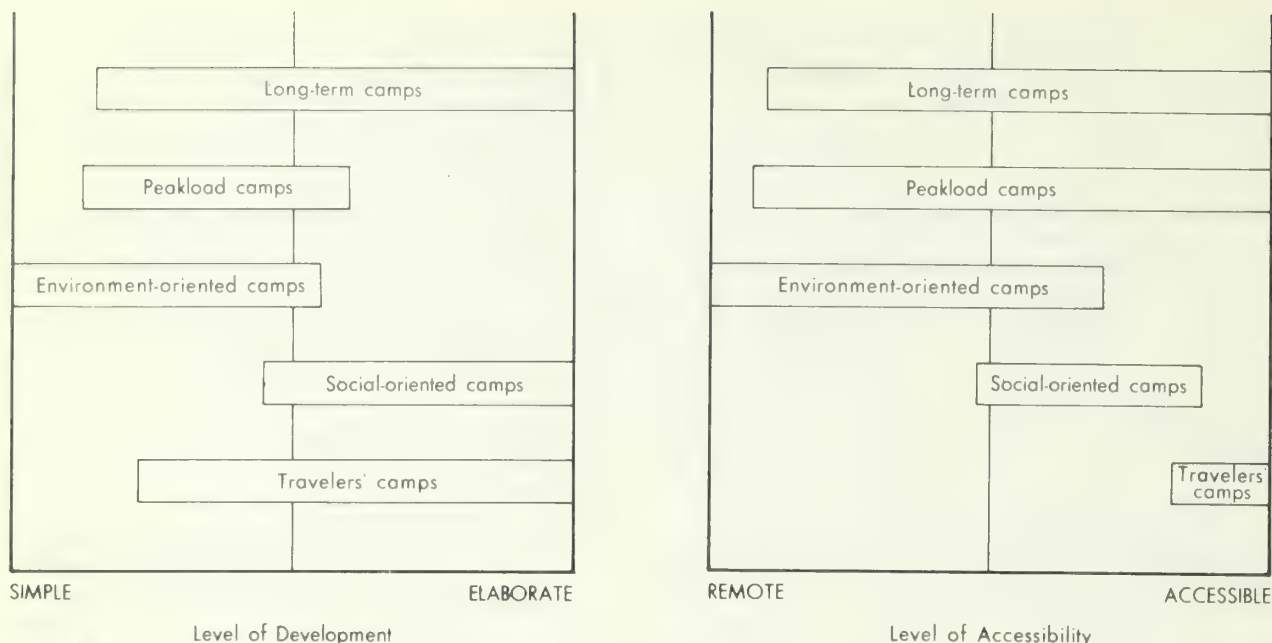 Long-term camps
Peakload camps
Environment-oriented camps
Social-oriented camps
Travelers' camps
SIMPLE ELABORATE
Level of Development
Long-term camps
Peakload camps
Environment-oriented camps
Social-oriented camps
Travelers'
camps
REMOTE ACCESSIBLE
Level of Accessibility